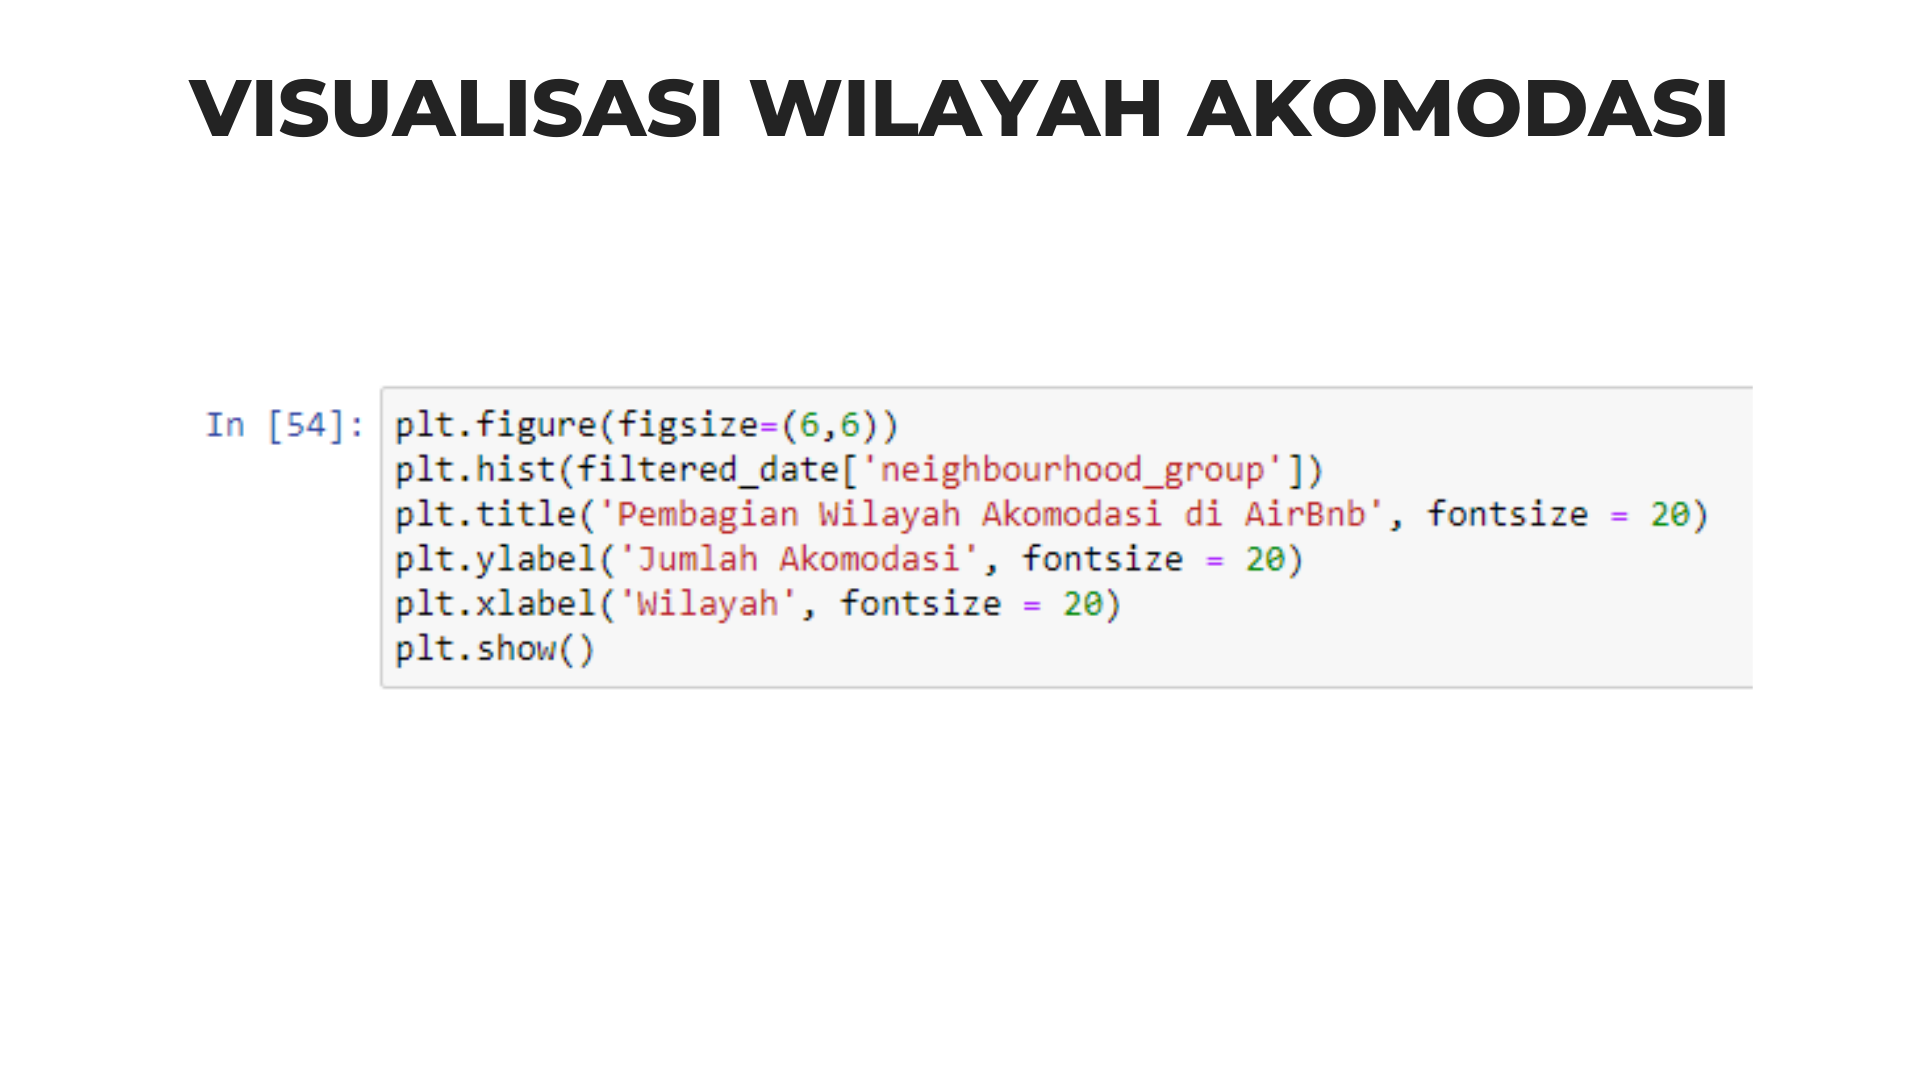 VISUALISASI WILAYAH AKOMODASI
In [54]: plt.figure(figsize=(6,6))
plt.hist(filtered_date['neighbourhood_group'])
plt.title('Pembagian Wilayah Akomodasi di AirBnb', fontsize = 20)
plt.ylabel('Jumlah Akomodasi', fontsize = 20)
plt.xlabel('Wilayah', fontsize = 20)
plt.show()